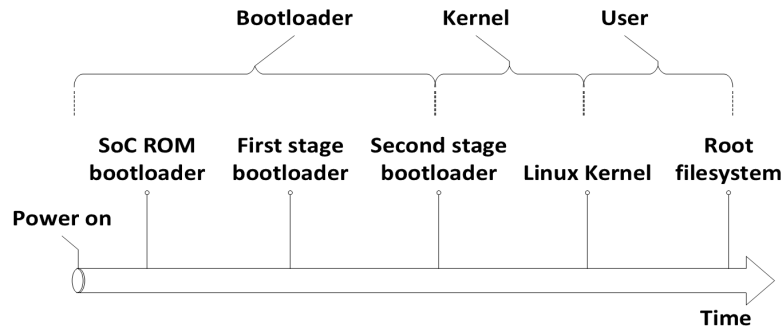 Bootloader Kernel User
SoC ROM First stage Second stage Root
bootloader bootloader bootloader Linux Kernel filesystem
Power on
Time